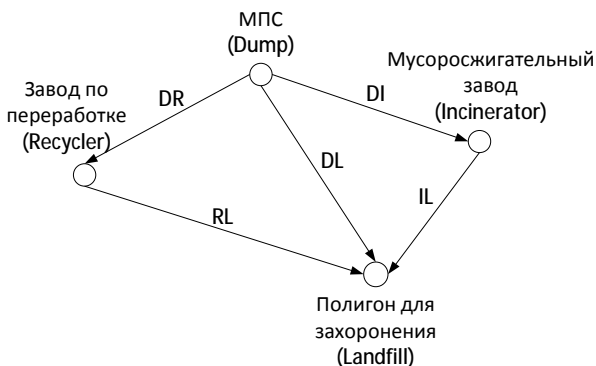 МПС
(Dump)
Мусоросжигательный
завод
(Incinerator)
Завод по
переработке
(Recycler)
DR
DI
DL
IL
RL
Полигон для
захоронения
(Landfill)